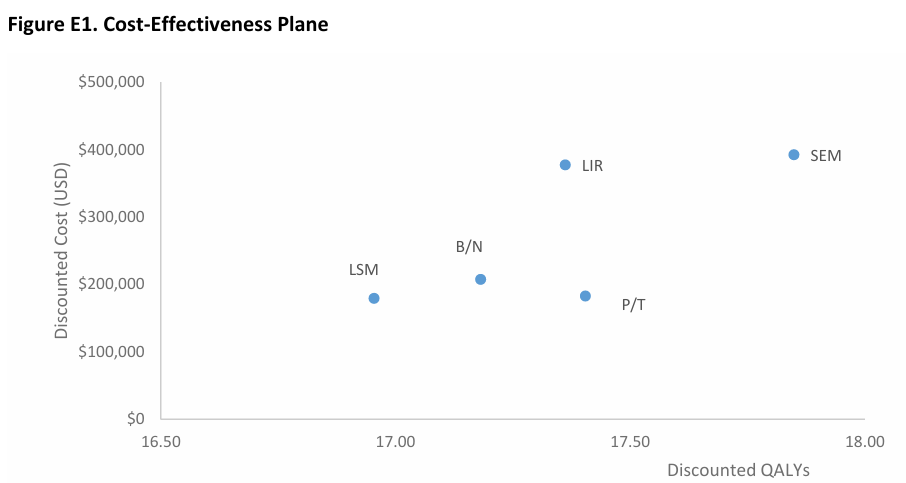 Figure E1. Cost-Effectiveness Plane
$500,000
$400,000
$300,000
$200,000
$100,000
$0
Discounted Cost (USD)
LSM
B/N
LIR
P/T
SEM
16.50 17.00 17.50 18.00
Discounted QALYs